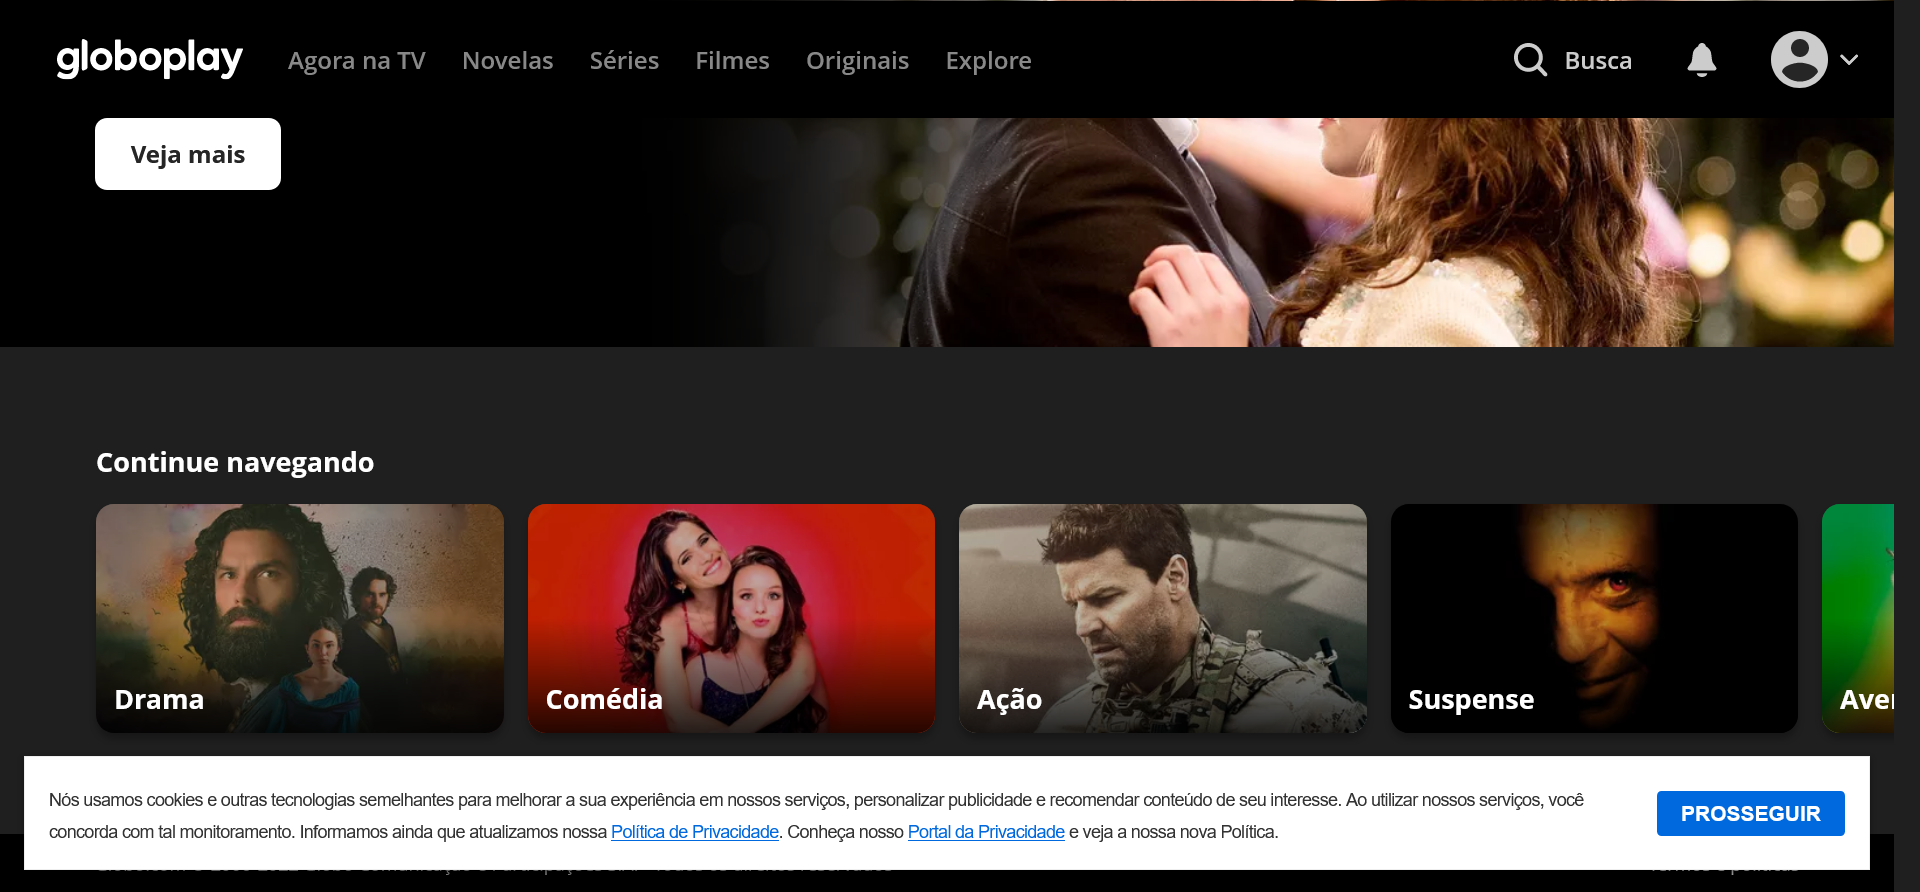 globoplay Agora na TV Novelas Séries Filmes Originais Explore Busca
Veja mais
Continue navegando
Drama Comédia Ação Suspense
Nós usamos cookies e outras tecnologias semelhantes para melhorar a sua experiência em nossos serviços, personalizar publicidade e recomendar conteúdo de seu interesse. Ao utilizar nossos serviços, você
concorda com tal monitoramento. Informamos ainda que atualizamos nossa Política de Privacidade. Conheça nosso Portal da Privacidade e veja a nossa nova Política.
PROSSEGUIR